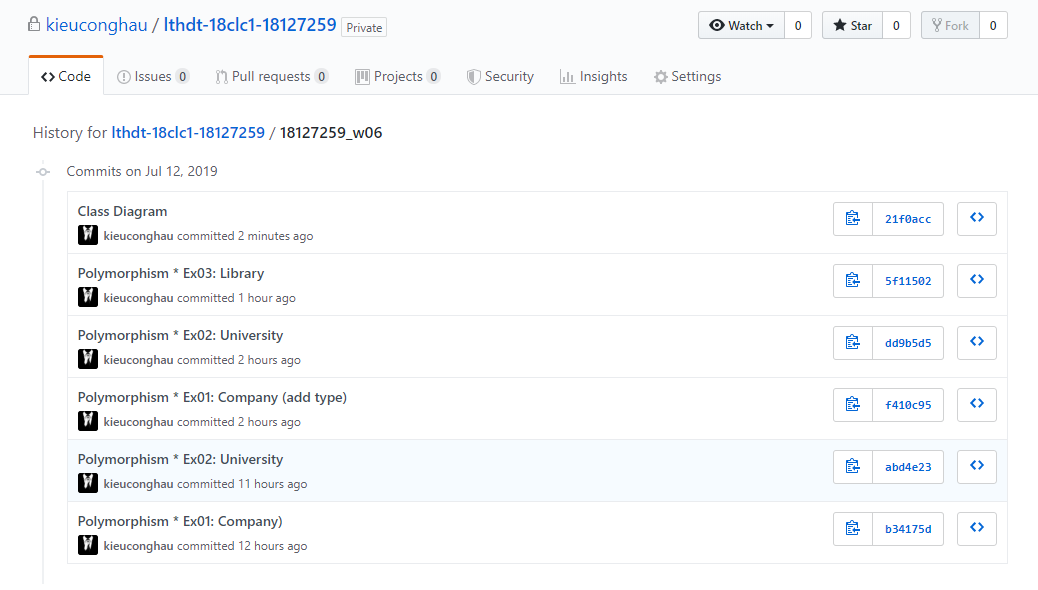 kieuconghau / lthdt-18clc1-18127259 Private Watch 0 Star 0 Fork 0
Code Issues 0 Pull requests 0 Projects 0 Security Insights Settings
History for lthdt-18clc1-18127259 / 18127259_w06
Commits on Jul 12, 2019
Class Diagram
kieuconghau committed 2 minutes ago
21f0acc
Polymorphism * Ex03: Library
kieuconghau committed 1 hour ago
5f11502
Polymorphism * Ex02: University
kieuconghau committed 2 hours ago
dd9b5d5
Polymorphism * Ex01: Company (add type)
kieuconghau committed 2 hours ago
f410c95
Polymorphism * Ex02: University
kieuconghau committed 11 hours ago
abd4e23
Polymorphism * Ex01: Company)
kieuconghau committed 12 hours ago
b34175d